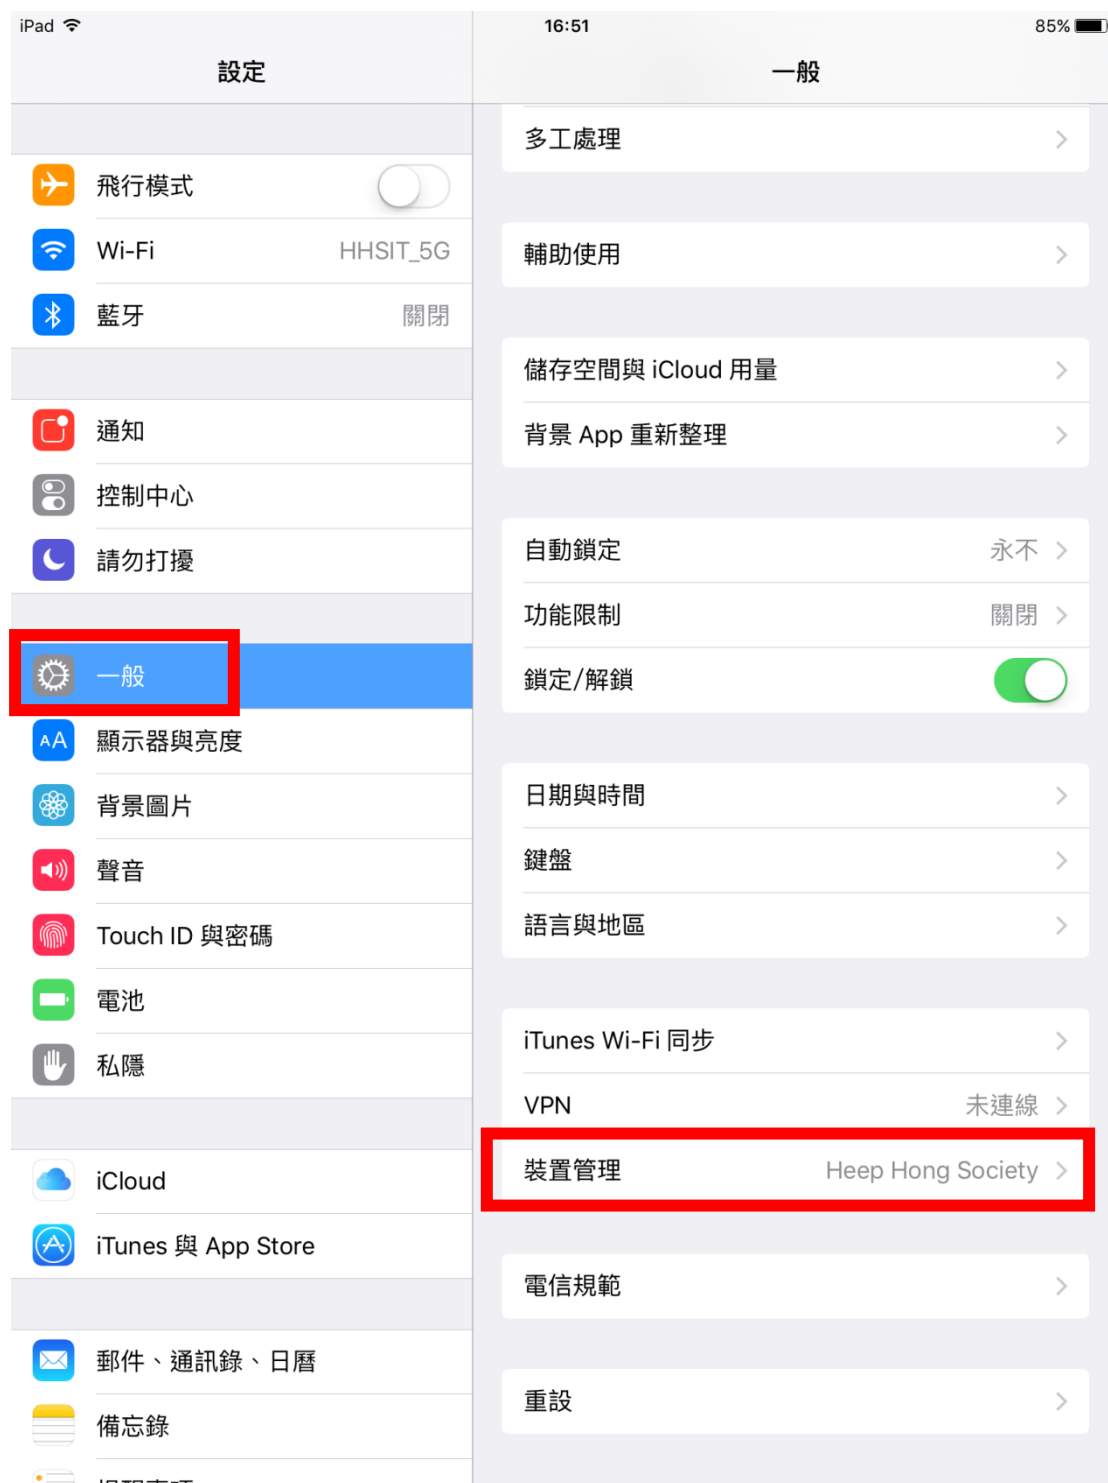 iPad
16:51
85%
設定
一般
飛行模式
Wi-Fi HHSIT_5G
藍牙 關閉
通知
控制中心
請勿打擾
一般
顯示器與亮度
背景圖片
聲音
Touch ID 與密碼
電池
私隱
iCloud
iTunes 與 App Store
郵件、通訊錄、日曆
備忘錄
多工處理
輔助使用
儲存空間與 iCloud 用量
背景 App 重新整理
自動鎖定 永不
功能限制 關閉
鎖定/解鎖
日期與時間
鍵盤
語言與地區
iTunes Wi-Fi 同步
VPN 未連線
裝置管理 Heep Hong Society
電信規範
重設